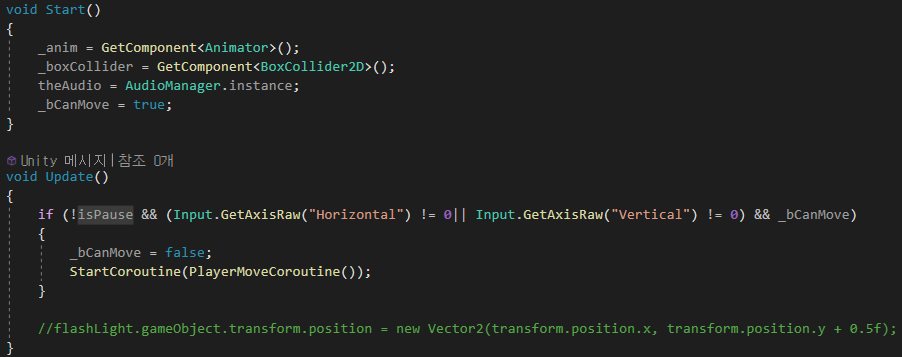 void Start()
{
    _anim = GetComponent<Animator>();
    _boxCollider = GetComponent<BoxCollider2D>();
    theAudio = AudioManager.instance;
    _bCanMove = true;
}
Unity 메시지|참조 0개
void Update()
{
    if (!isPause && (Input.GetAxisRaw("Horizontal") != 0|| Input.GetAxisRaw("Vertical") != 0) && _bCanMove)
    {
        _bCanMove = false;
        StartCoroutine(PlayerMoveCoroutine());
    }
    //flashLight.gameObject.transform.position = new Vector2(transform.position.x, transform.position.y + 0.5f);
}